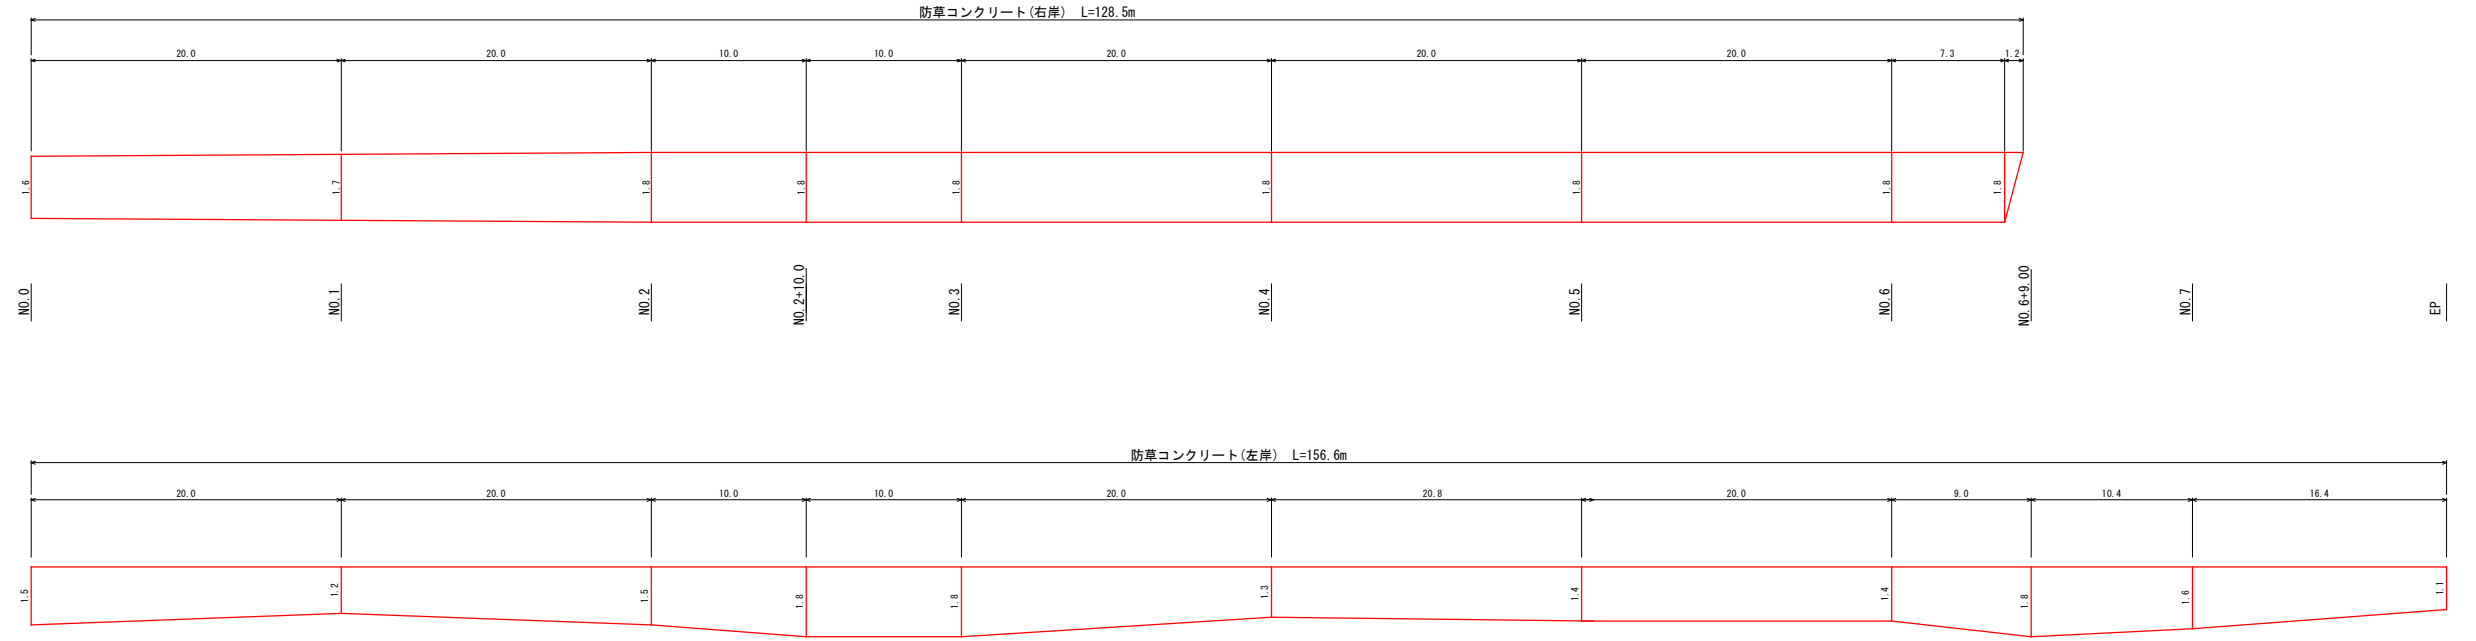 防草コンクリート(右岸) L=128.5m
20.0 20.0 10.0 10.0 20.0 20.0 20.0 7.3 1.2
1.6 1.7 1.8 1.8 1.8 1.8 1.8 1.8 1.8
NO.0 NO.1 NO.2 NO.2+10.0 NO.3 NO.4 NO.5 NO.6 NO.6+9.00 NO.7 EP
防草コンクリート(左岸) L=156.6m
20.0 20.0 10.0 10.0 20.0 20.8 20.0 9.0 10.4 16.4
1.5 1.2 1.5 1.8 1.8 1.3 1.4 1.4 1.8 1.6 1.1